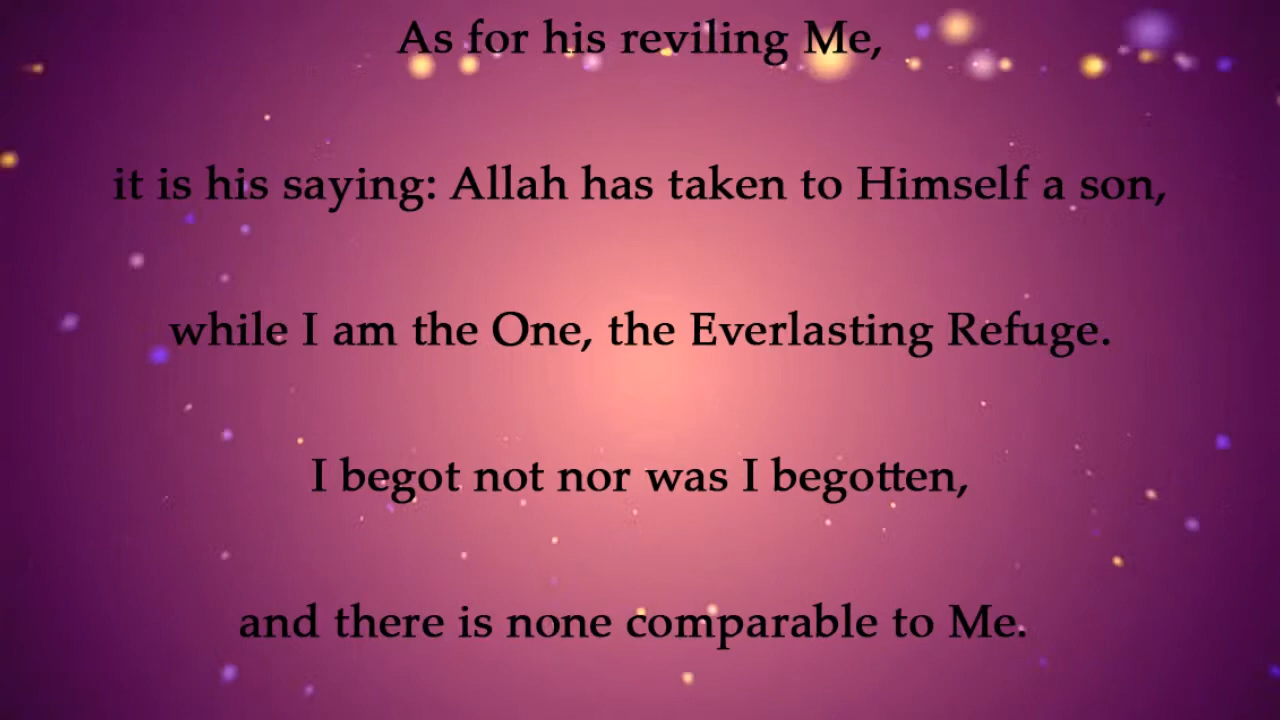 As for his reviling Me,
it is his saying: Allah has taken to Himself a son,
while I am the One, the Everlasting Refuge.
I begot not nor was I begotten,
and there is none comparable to Me.